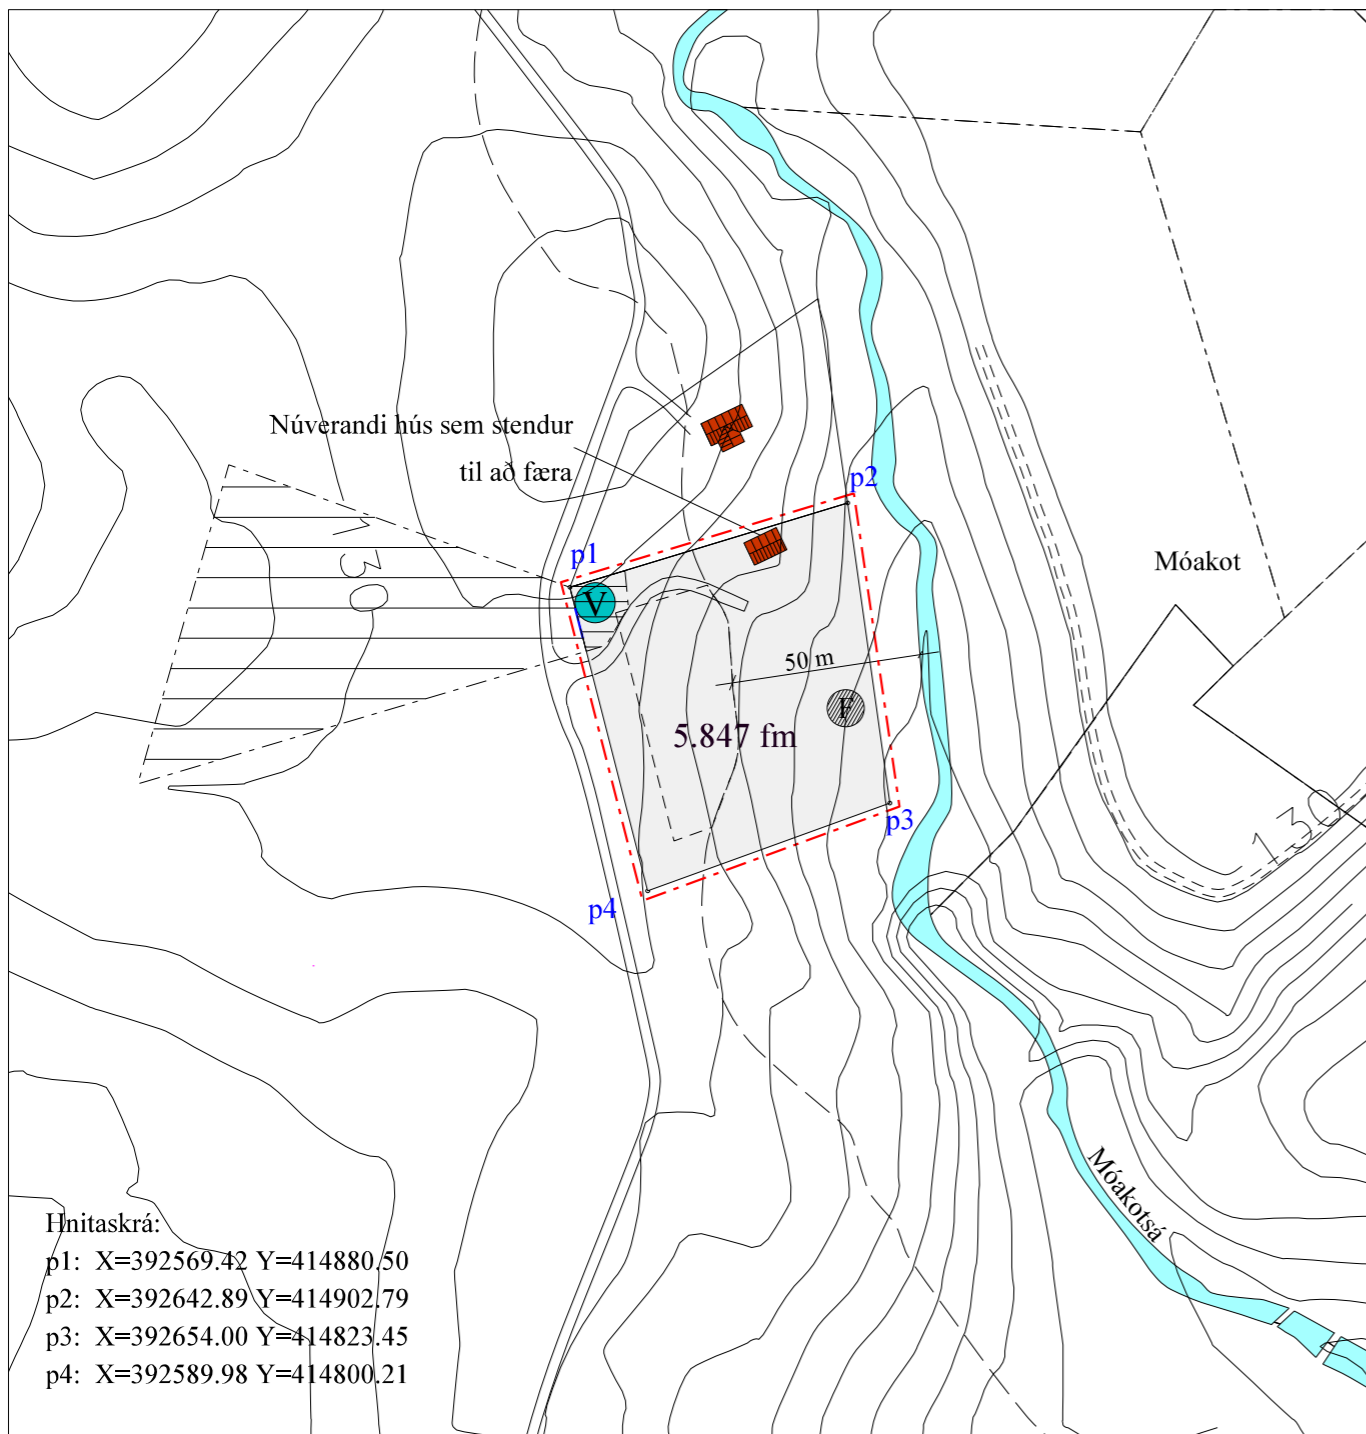 Núverandi hús sem stendur
til að færa
p2
p1
V
130
Móakot
50 m
F
5.847 fm
p3
130
p4
Móakotsá
Hnitaskrá:
p1: X=392569.42 Y=414880.50
p2: X=392642.89 Y=414902.79
p3: X=392654.00 Y=414823.45
p4: X=392589.98 Y=414800.21